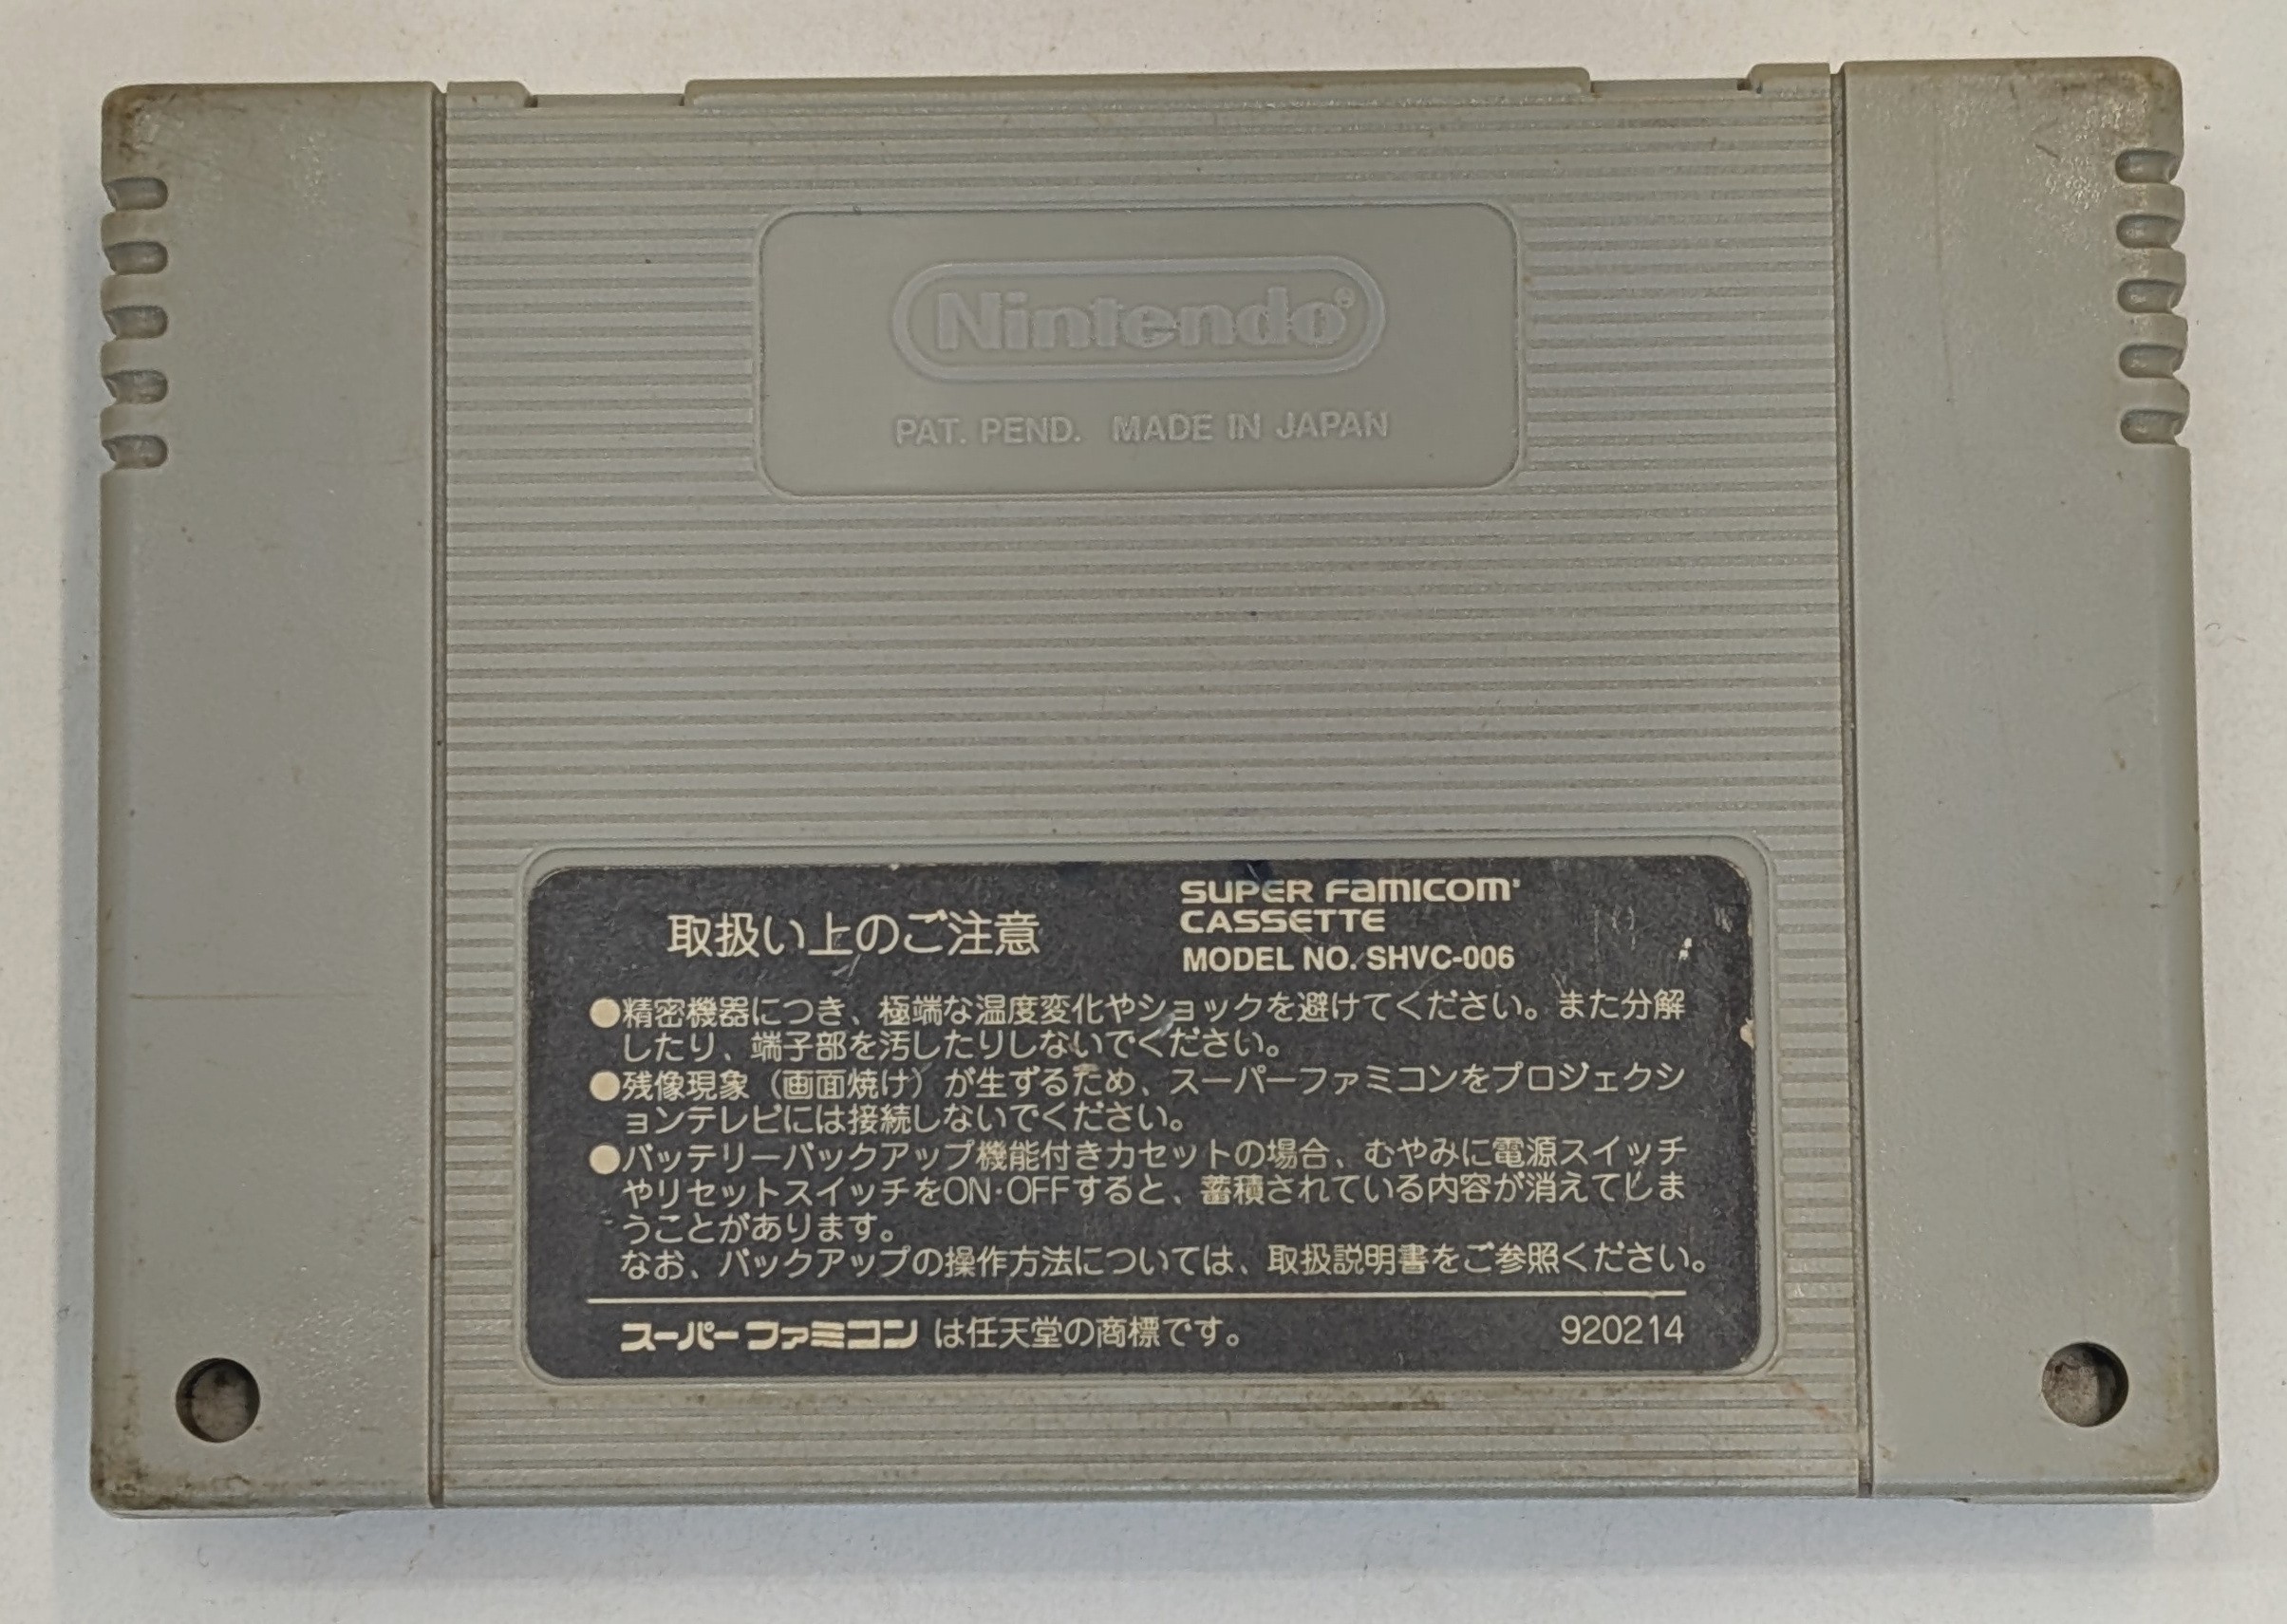 Nintendo®
PAT. PEND. MADE IN JAPAN
取扱い上のご注意
SUPER FAMICOM
CASSETTE
MODEL NO. SHVC-006
●精密機器につき、極端な温度変化やショックを避けてください。また分解
したり、端子部を汚したりしないでください。
●残像現象（画面焼け）が生ずるため、スーパーファミコンをプロジェクシ
ョンテレビには接続しないでください。
●バッテリーバックアップ機能付きカセットの場合、むやみに電源スイッチ
やリセットスイッチをON・OFFすると、蓄積されている内容が消えてしま
うことがあります。
なお、バックアップの操作方法については、取扱説明書をご参照ください。
スーパーファミコン は任天堂の商標です。
920214